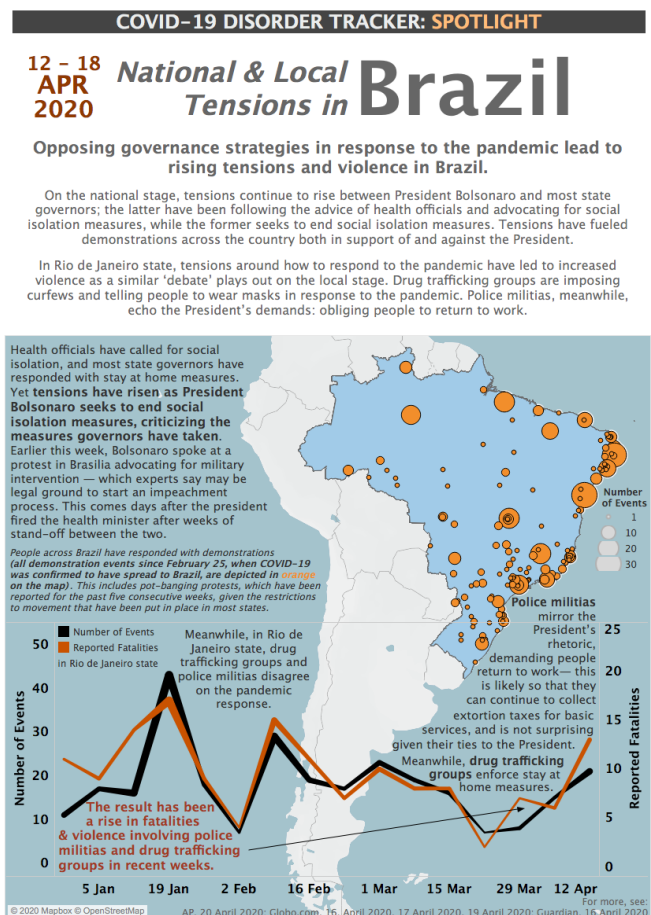 COVID-19 DISORDER TRACKER: SPOTLIGHT
12 – 18
APR
2020
National & Local
Tensions in
Brazil
Opposing governance strategies in response to the pandemic lead to
rising tensions and violence in Brazil.
On the national stage, tensions continue to rise between President Bolsonaro and most state
governors; the latter have been following the advice of health officials and advocating for social
isolation measures, while the former seeks to end social isolation measures. Tensions have fueled
demonstrations across the country both in support of and against the President.
In Rio de Janeiro state, tensions around how to respond to the pandemic have led to increased
violence as a similar ‘debate’ plays out on the local stage. Drug trafficking groups are imposing
curfews and telling people to wear masks in response to the pandemic. Police militias, meanwhile,
echo the President’s demands: obliging people to return to work.
Health officials have called for social
isolation, and most state governors have
responded with stay at home measures.
Yet tensions have risen as President
Bolsonaro seeks to end social
isolation measures, criticizing the
measures governors have taken.
Earlier this week, Bolsonaro spoke at a
protest in Brasilia advocating for military
intervention — which experts say may be
legal ground to start an impeachment
process. This comes days after the president
fired the health minister after weeks of
stand-off between the two.
People across Brazil have responded with demonstrations
(all demonstration events since February 25, when COVID-19
was confirmed to have spread to Brazil, are depicted in orange
on the map). This includes pot-banging protests, which have been
reported for the past five consecutive weeks, given the restrictions
to movement that have been put in place in most states.
Number
of Events
1
10
20
30
Number of Events
Reported Fatalities
in Rio de Janeiro state
Meanwhile, in Rio de
Janeiro state, drug
trafficking groups and
police militias disagree
on the pandemic
response.
Police militias
mirror the
President’s
rhetoric,
demanding people
return to work— this
is likely so that they
can continue to collect
extortion taxes for basic
services, and is not surprising
given their ties to the President.
Meanwhile, drug trafficking
groups enforce stay at
home measures.
The result has been
a rise in fatalities
& violence involving police
militias and drug trafficking
groups in recent weeks.
Number of Events
50
40
30
20
10
0
Reported Fatalities
25
20
15
10
5
0
5 Jan 19 Jan 2 Feb 16 Feb 1 Mar 15 Mar 29 Mar 12 Apr
© 2020 Mapbox © OpenStreetMap
For more, see:
AP, 20 April 2020; Globo.com, 16 April 2020, 17 April 2020, 19 April 2020; Guardian, 16 April 2020